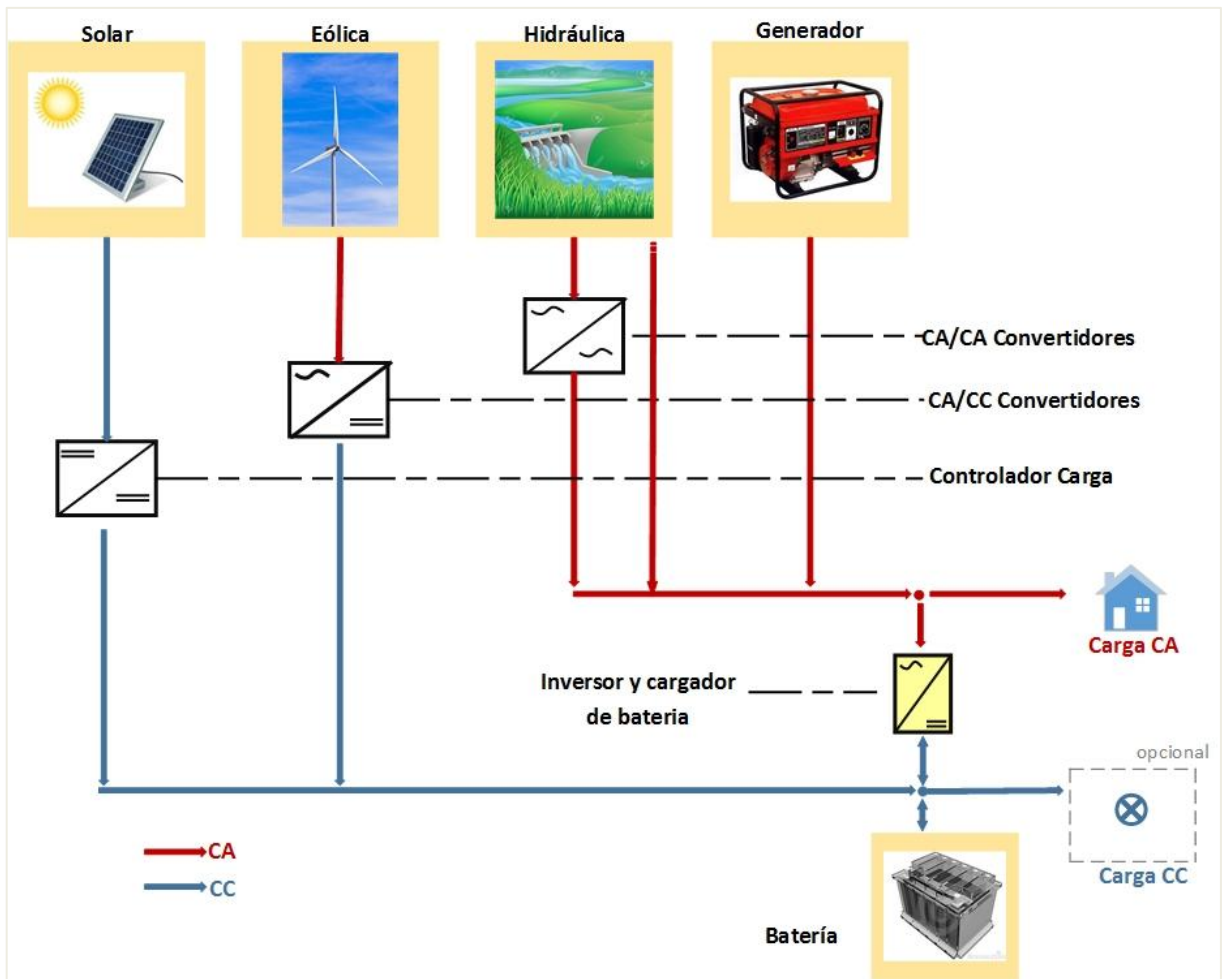 Solar
Eólica
Hidráulica
Generador
CA/CA Convertidores
CA/CC Convertidores
Controlador Carga
Carga CA
Inversor y cargador
de bateria
opcional
CA
CC
Carga CC
Batería